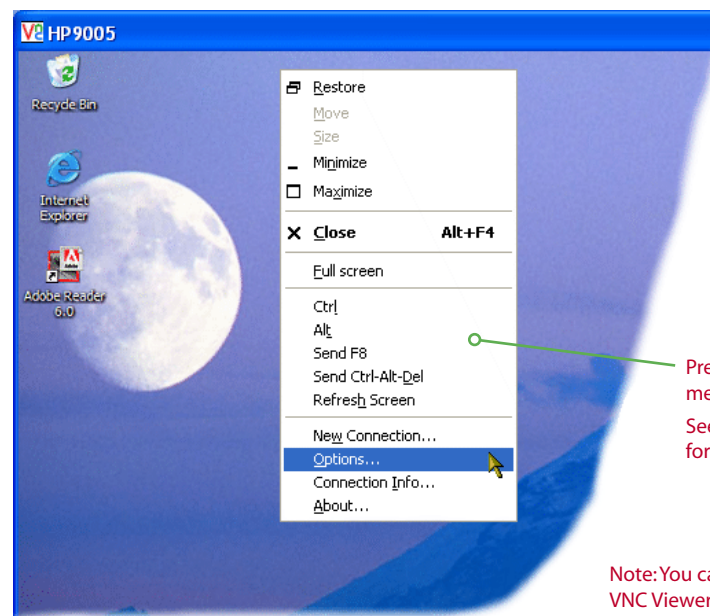 HP9005
Recycle Bin
Internet
Explorer
Adobe Reader
6.0
Restore
Move
Size
Minimize
Maximize
Close Alt+F4
Full screen
Ctrl
Alt
Send F8
Send Ctrl-Alt-Del
Refresh Screen
New Connection...
Options...
Connection Info...
About...
Pre
me
See
for
Note: You ca
VNC Viewer